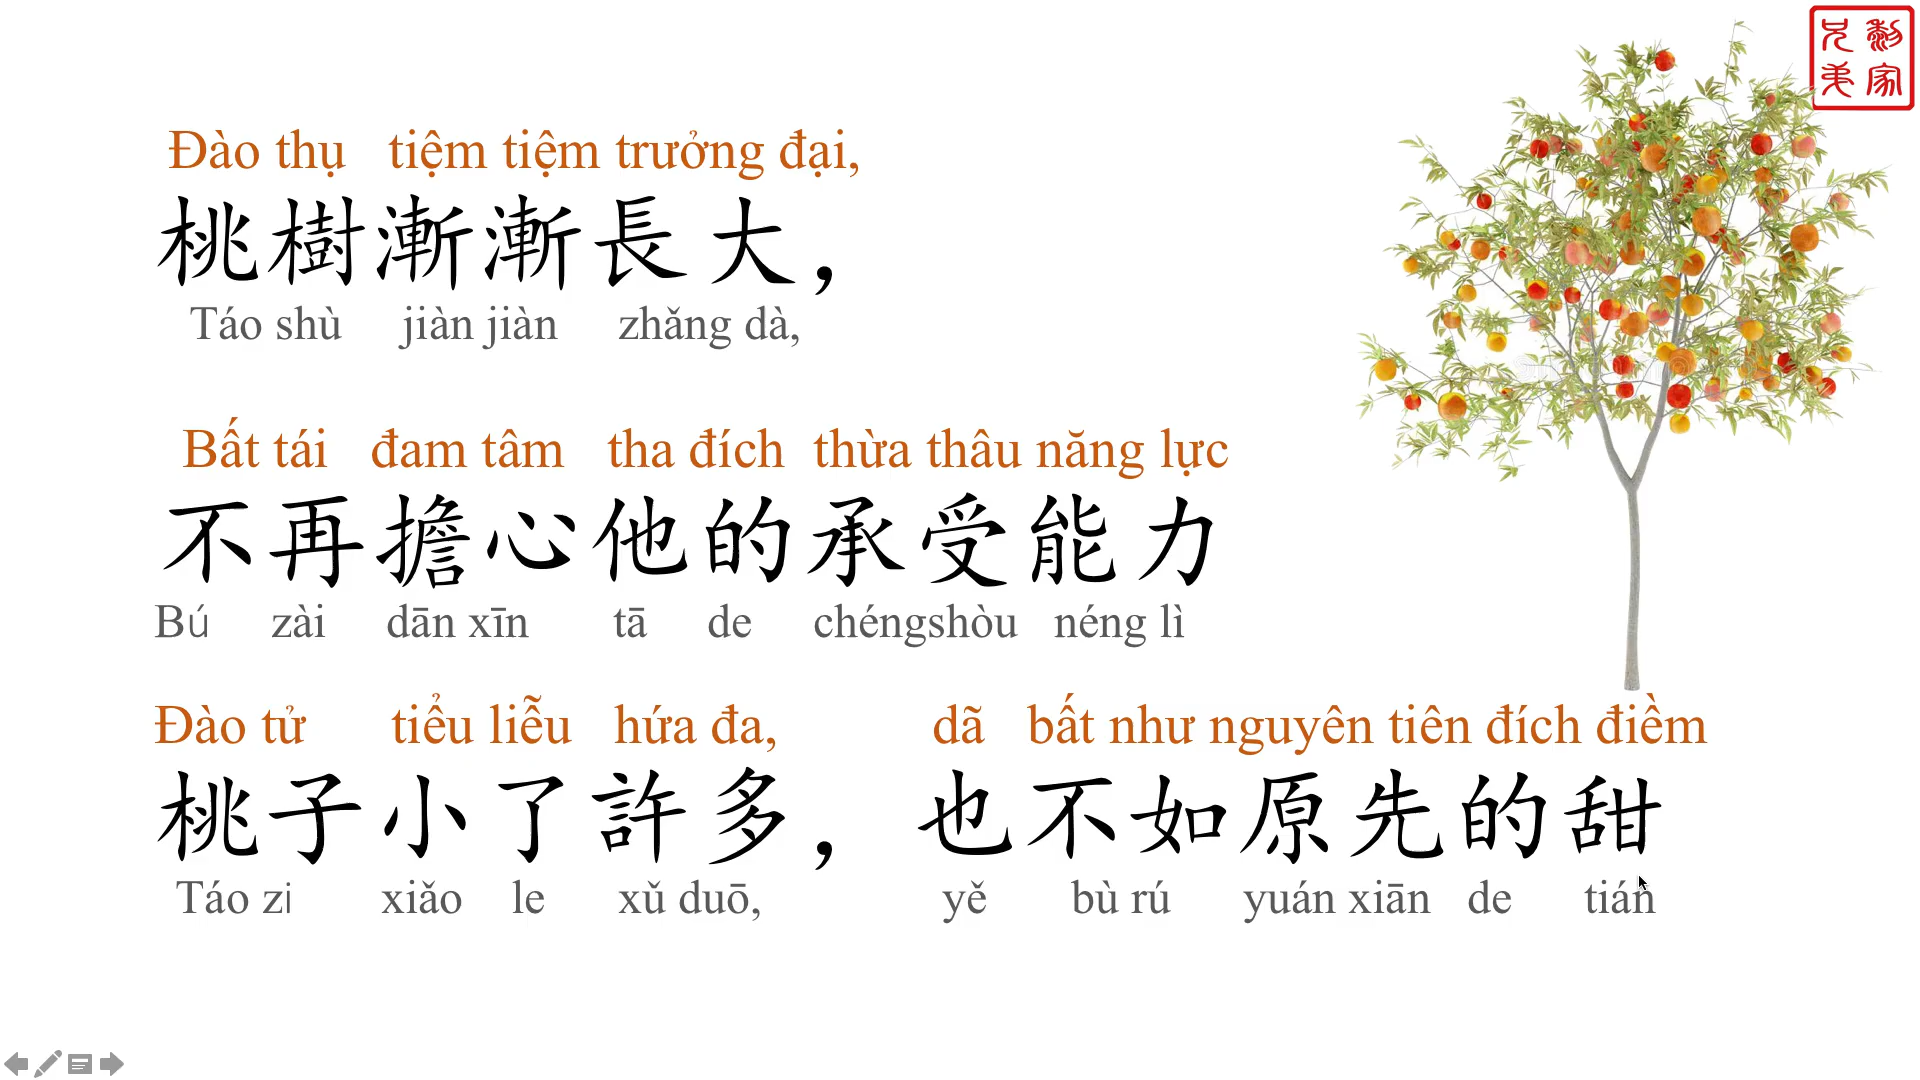 Đào thụ tiệm tiệm trưởng đại,
桃樹漸漸長大，
Táo shù jiàn jiàn zhǎng dà,
Bất tái đam tâm tha đích thừa thâu năng lực
不再擔心他的承受能力
Bú zài dān xīn tā de chéngshòu néng lì
Đào tử tiểu liễu hứa đa, dã bất như nguyên tiên đích điềm
桃子小了許多，也不如原先的甜
Táo zi xiǎo le xǔ duō, yě bù rú yuán xiān de tián